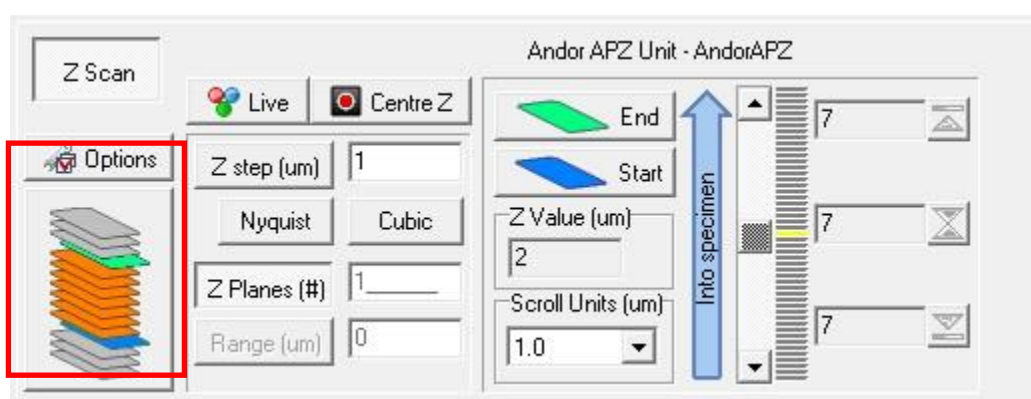 Andor APZ Unit - AndorAPZ
Z Scan
Live
Centre Z
Options
Z step (um)
1
Nyquist
Cubic
Z Planes (#)
1______
Range (um)
0
End
Start
Z Value (um)
2
Scroll Units (um)
1.0
Into specimen
7
7
7